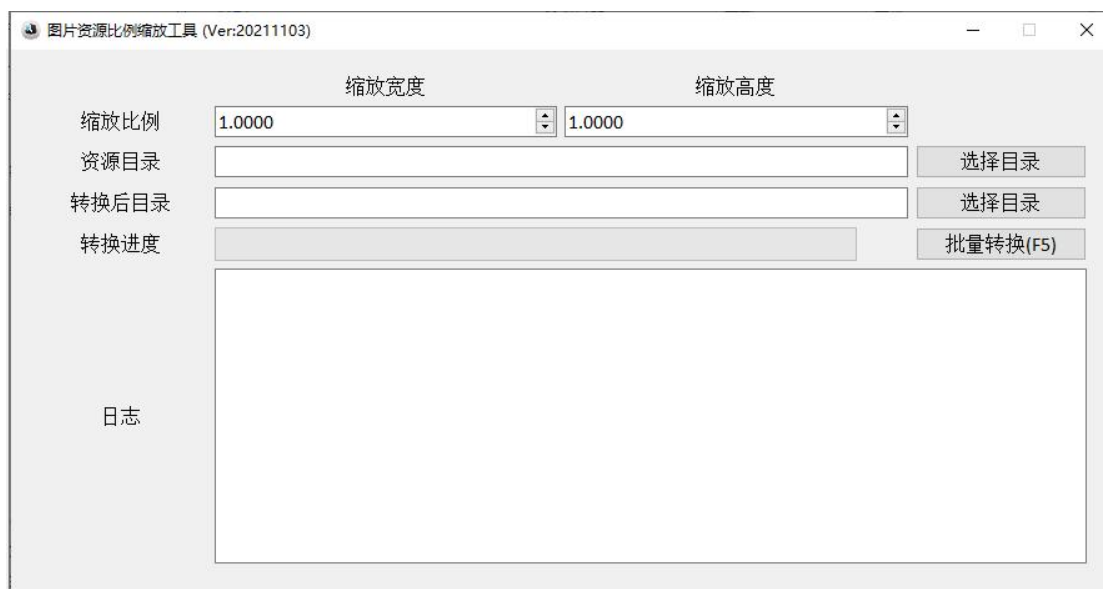 图片资源比例缩放工具 (Ver:20211103)
缩放宽度 缩放高度
缩放比例 1.0000 1.0000
资源目录 选择目录
转换后目录 选择目录
转换进度 批量转换(F5)
日志